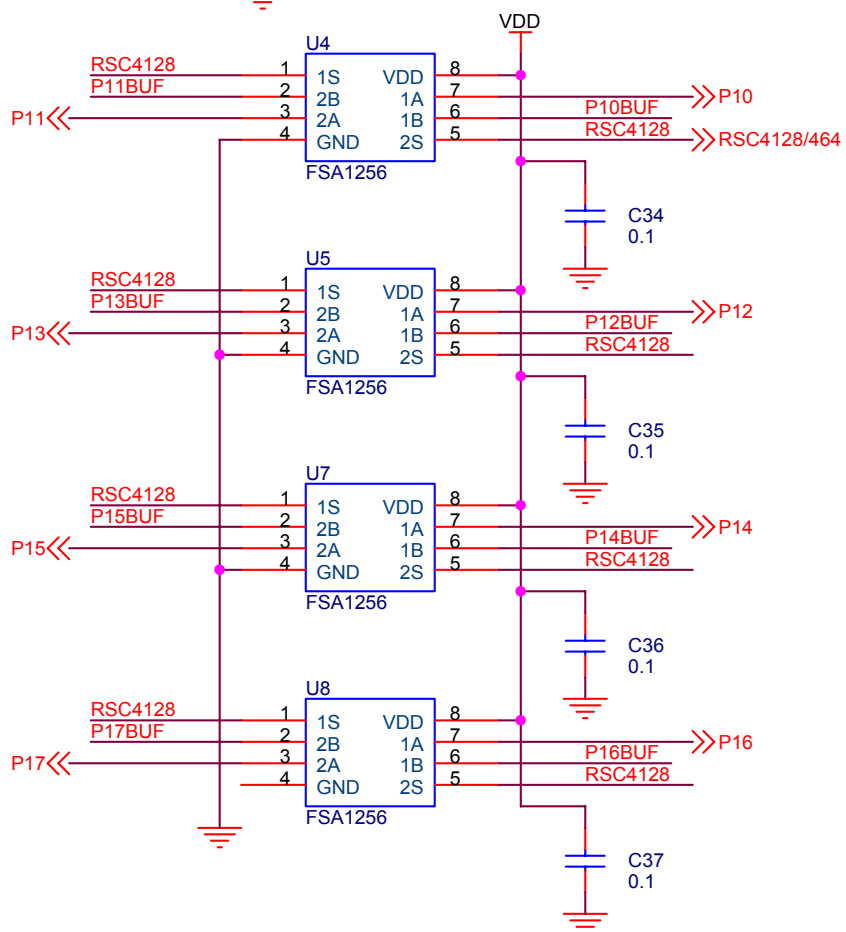 VDD
U4
RSC4128 1 1S VDD 8
P11BUF 2 2B 1A 7 P10
P11 3 2A 1B 6 P10BUF
4 GND 2S 5 RSC4128 RSC4128/464
FSA1256
C34
0.1
U5
RSC4128 1 1S VDD 8
P13BUF 2 2B 1A 7 P12
P13 3 2A 1B 6 P12BUF
4 GND 2S 5 RSC4128
FSA1256
C35
0.1
U7
RSC4128 1 1S VDD 8
P15BUF 2 2B 1A 7 P14
P15 3 2A 1B 6 P14BUF
4 GND 2S 5 RSC4128
FSA1256
C36
0.1
U8
RSC4128 1 1S VDD 8
P17BUF 2 2B 1A 7 P16
P17 3 2A 1B 6 P16BUF
4 GND 2S 5 RSC4128
FSA1256
C37
0.1